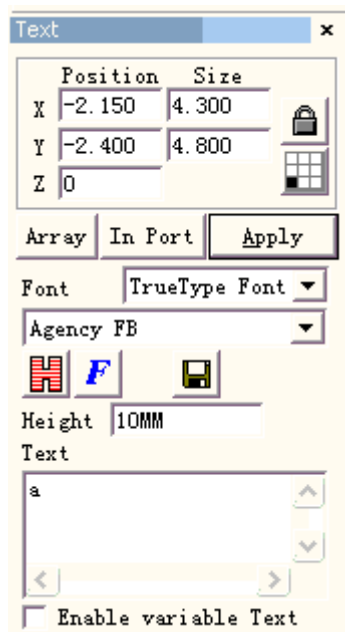 Text
Position Size
X -2.150 4.300
Y -2.400 4.800
Z 0
Array In Port Apply
Font TrueType Font
Agency FB
H F
Height 10MM
Text
a
Enable variable Text